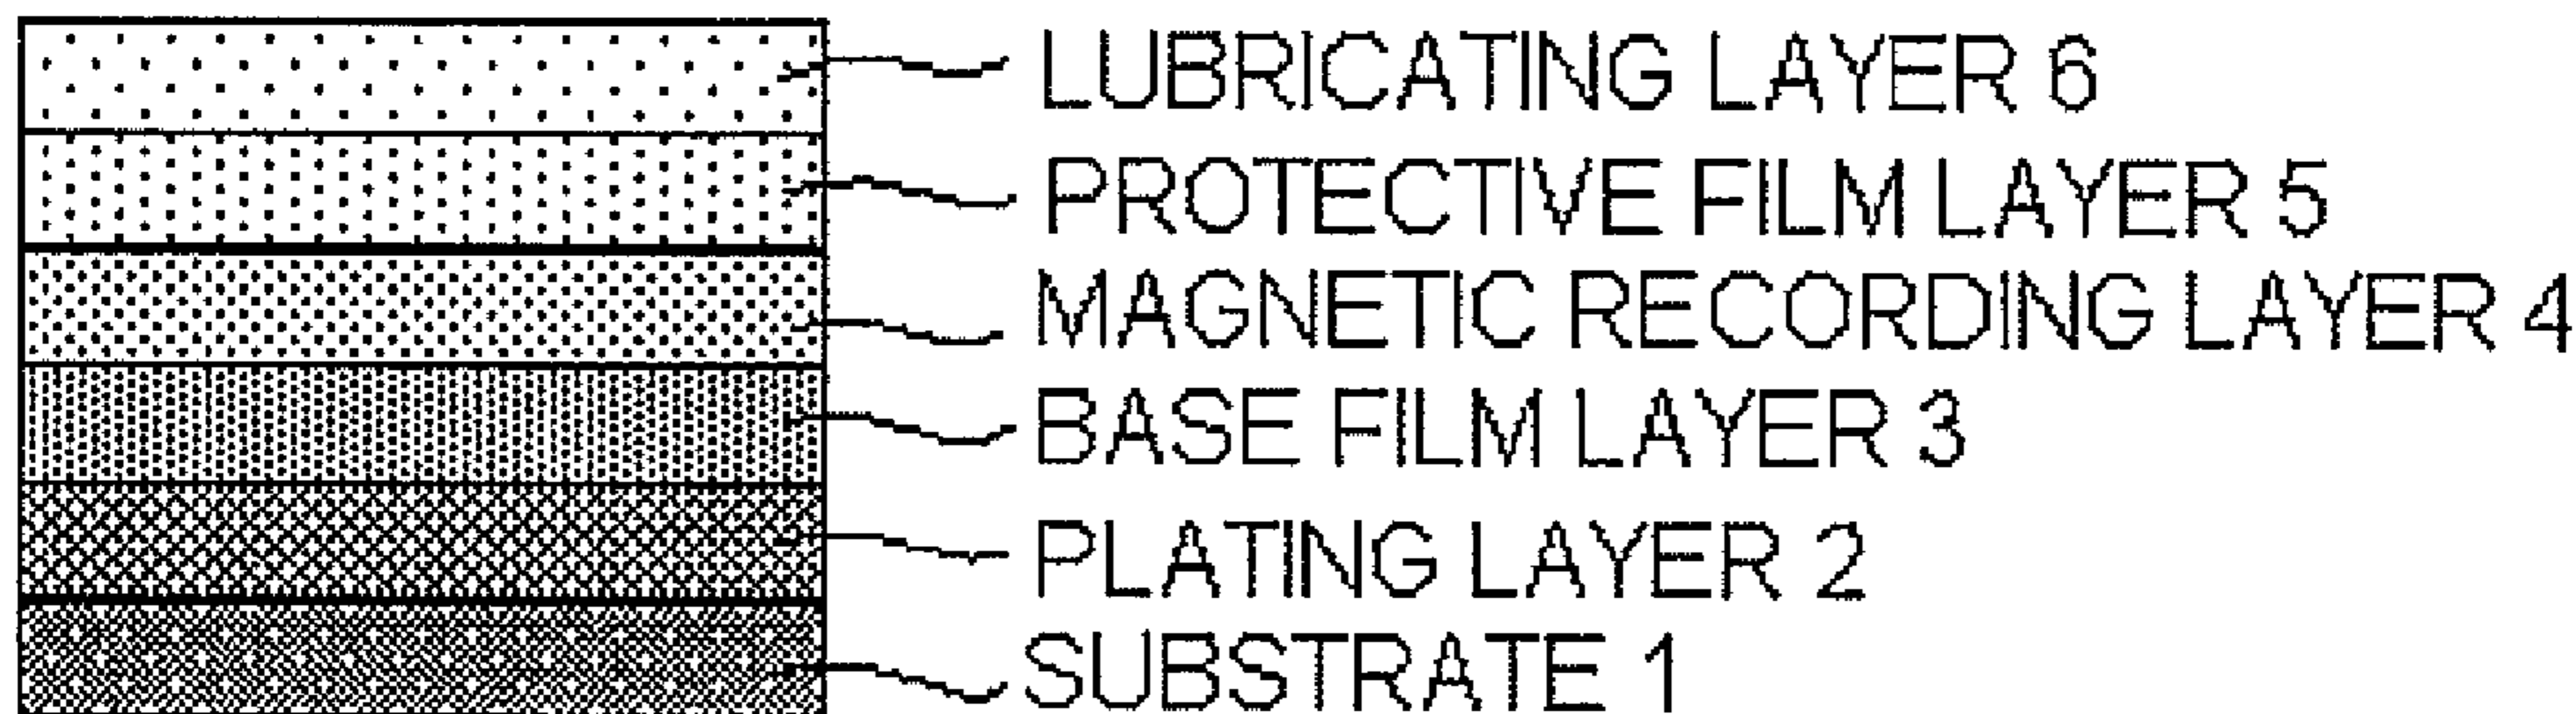 LUBRICATING LAYER 6
PROTECTIVE FILM LAYER 5
MAGNETIC RECORDING LAYER 4
BASE FILM LAYER 3
PLATING LAYER 2
SUBSTRATE 1